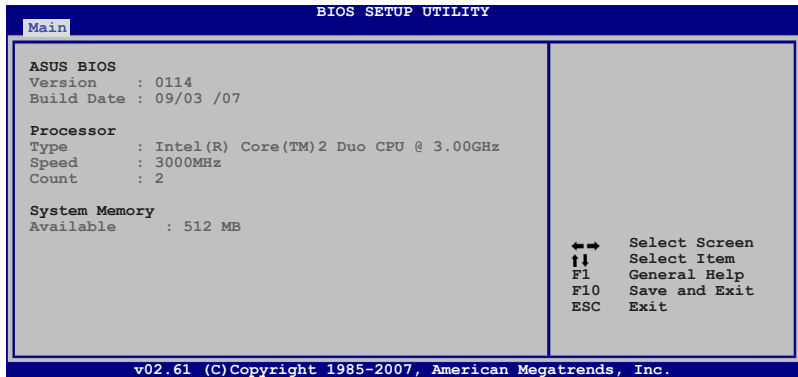 BIOS SETUP UTILITY
Main
ASUS BIOS
Version : 0114
Build Date : 09/03 /07
Processor
Type : Intel(R) Core(TM)2 Duo CPU @ 3.00GHz
Speed : 3000MHz
Count : 2
System Memory
Available : 512 MB
←→ Select Screen
↑↓ Select Item
F1 General Help
F10 Save and Exit
ESC Exit
v02.61 (C)Copyright 1985-2007, American Megatrends, Inc.